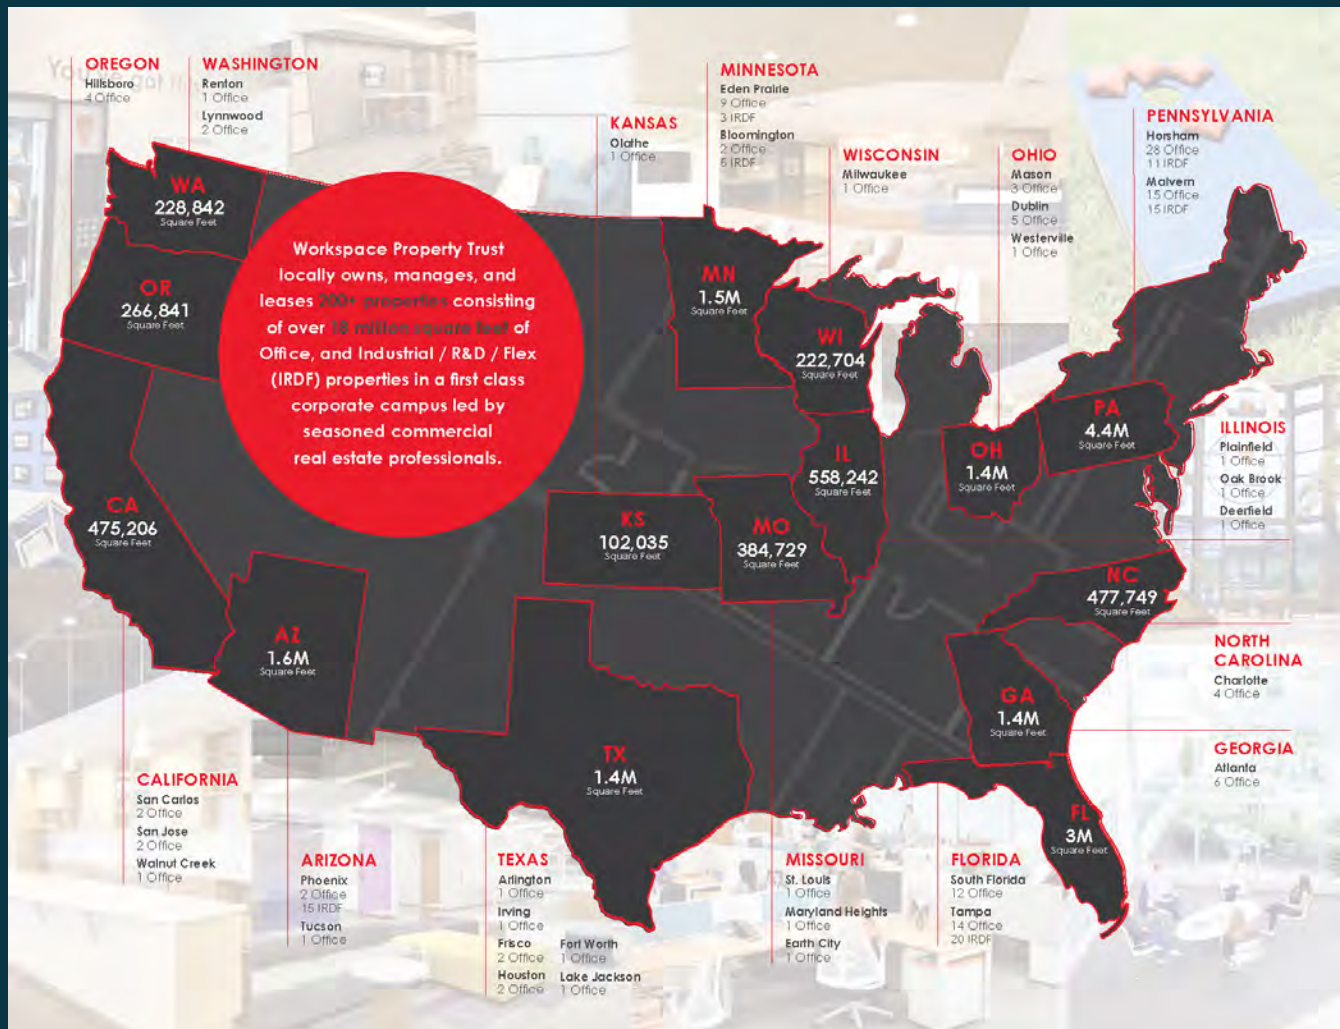 You've got
OREGON
Hillsboro
4 Office
WASHINGTON
Renton
1 Office
Lynnwood
2 Office
KANSAS
Olathe
1 Office
MINNESOTA
Eden Prairie
9 Office
3 IRDF
Bloomington
2 Office
5 IRDF
WISCONSIN
Milwaukee
1 Office
OHIO
Mason
3 Office
Dublin
5 Office
Westerville
1 Office
PENNSYLVANIA
Horsham
28 Office
11 IRDF
Malvern
15 Office
15 IRDF
WA
228,842
Square Feet
OR
266,841
Square Feet
Workspace Property Trust
locally owns, manages, and
leases 200+ properties consisting
of over 18 million square feet of
Office, and Industrial / R&D / Flex
(IRDF) properties in a first class
corporate campus led by
seasoned commercial
real estate professionals.
MN
1.5M
Square Feet
WI
222,704
Square Feet
PA
4.4M
Square Feet
IL
558,242
Square Feet
OH
1.4M
Square Feet
ILLINOIS
Plainfield
1 Office
Oak Brook
1 Office
Deerfield
1 Office
CA
475,206
Square Feet
KS
102,035
Square Feet
MO
384,729
Square Feet
NC
477,749
Square Feet
AZ
1.6M
Square Feet
NORTH
CAROLINA
Charlotte
4 Office
GA
1.4M
Square Feet
TX
1.4M
Square Feet
GEORGIA
Atlanta
6 Office
FL
3M
Square Feet
CALIFORNIA
San Carlos
2 Office
San Jose
2 Office
Walnut Creek
1 Office
ARIZONA
Phoenix
2 Office
15 IRDF
Tucson
1 Office
TEXAS
Arlington
1 Office
Irving
1 Office
Frisco
2 Office
Houston
2 Office
Fort Worth
1 Office
Lake Jackson
1 Office
MISSOURI
St. Louis
1 Office
Maryland Heights
1 Office
Earth City
1 Office
FLORIDA
South Florida
12 Office
Tampa
14 Office
20 IRDF